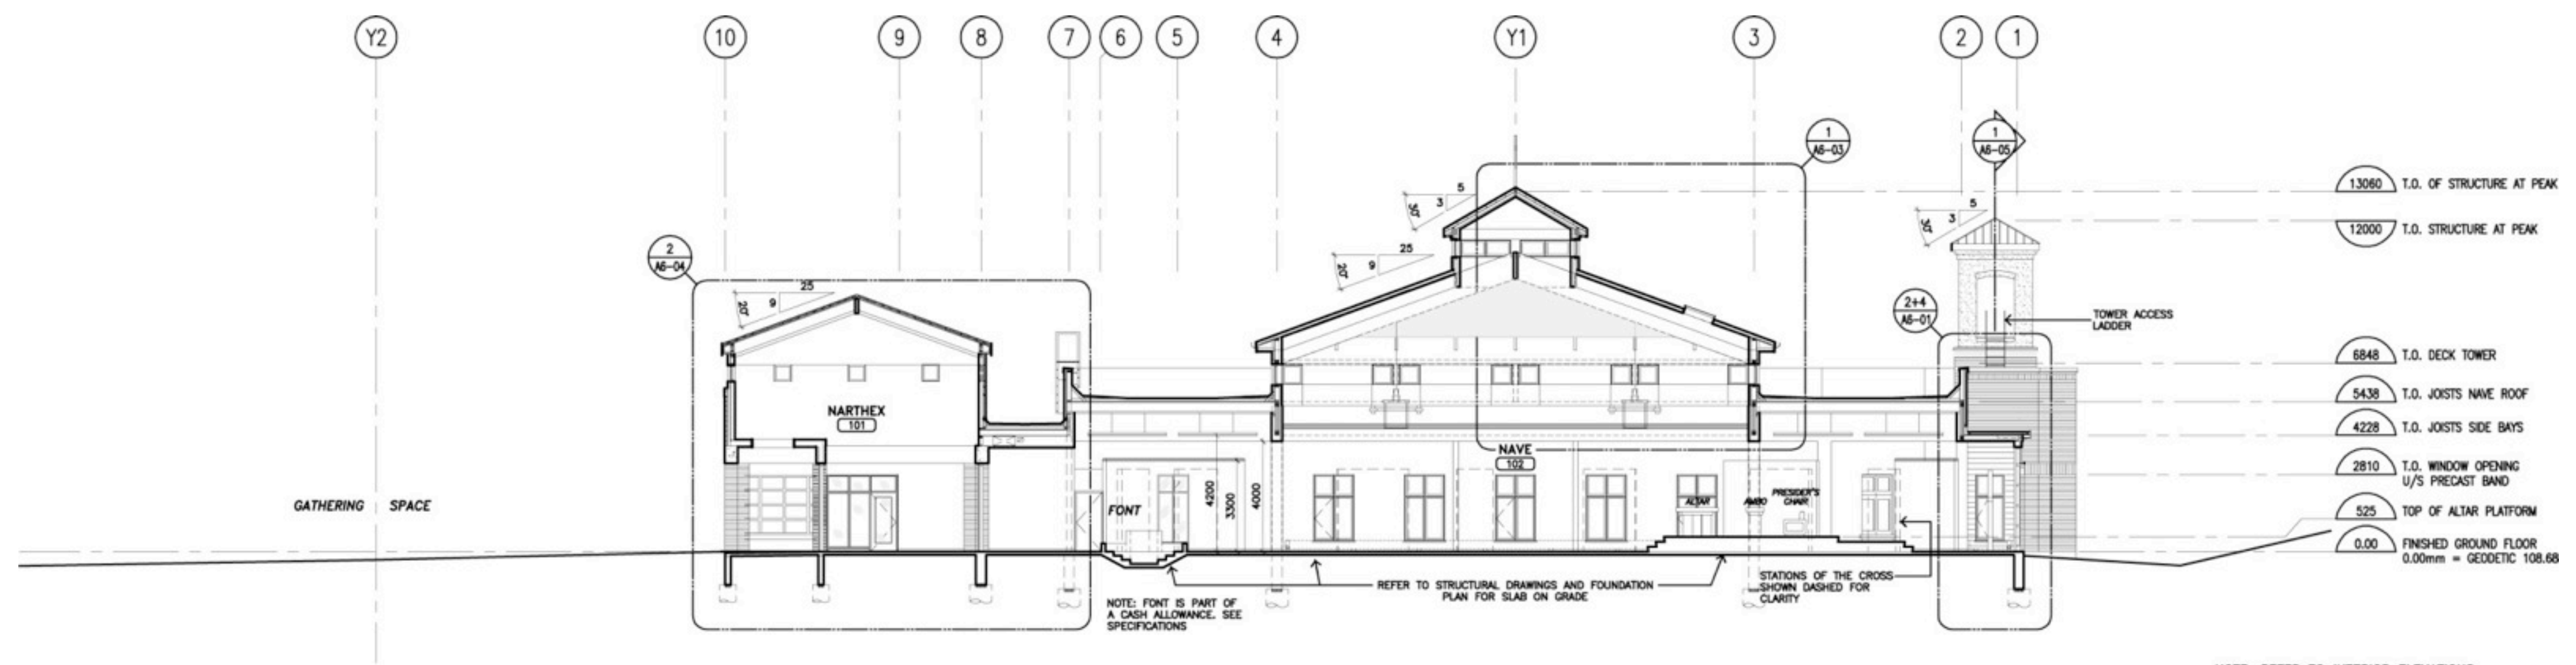 Y2
10
9
8
7
6
5
4
Y1
3
2
1
1
A6-03
1
A6-05
5
3
30°
13060 T.O. OF STRUCTURE AT PEAK
5
3
30°
12000 T.O. STRUCTURE AT PEAK
2
A6-04
25
9
20°
25
9
20°
2+4
A6-01
TOWER ACCESS
LADDER
6848 T.O. DECK TOWER
5438 T.O. JOISTS NAVE ROOF
4228 T.O. JOISTS SIDE BAYS
2810 T.O. WINDOW OPENING
U/S PRECAST BAND
525 TOP OF ALTAR PLATFORM
0.00 FINISHED GROUND FLOOR
0.00mm = GEODETIC 108.68
NARTHEX
101
NAVE
102
GATHERING SPACE
FONT
4200
3300
4000
ALTAR
AMBO
PRESIDER'S
CHAIR
REFER TO STRUCTURAL DRAWINGS AND FOUNDATION
PLAN FOR SLAB ON GRADE
STATIONS OF THE CROSS
SHOWN DASHED FOR
CLARITY
NOTE: FONT IS PART OF
A CASH ALLOWANCE. SEE
SPECIFICATIONS